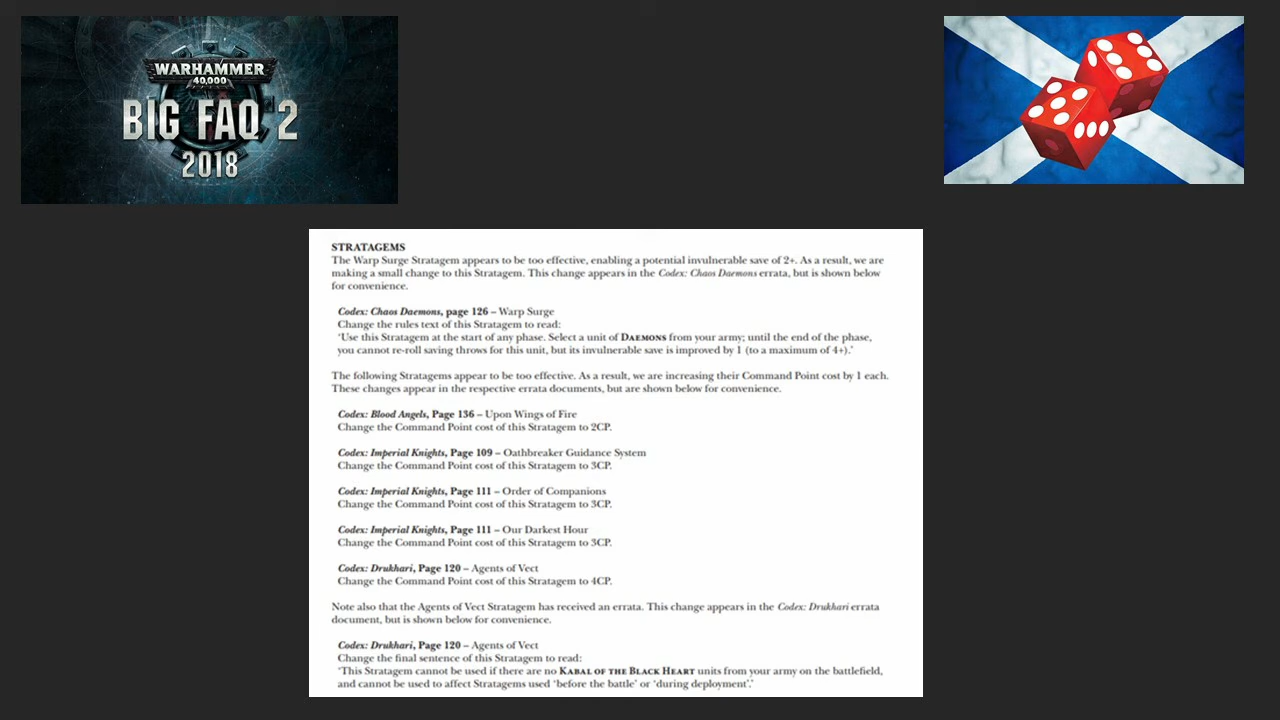 WARHAMMER
40,000
BIG FAQ 2
2018
STRATAGEMS
The Warp Surge Stratagem appears to be too effective, enabling a potential invulnerable save of 2+. As a result, we are
making a small change to this Stratagem. This change appears in the Codex: Chaos Daemons errata, but is shown below
for convenience.
Codex: Chaos Daemons, page 126 – Warp Surge
Change the rules text of this Stratagem to read:
‘Use this Stratagem at the start of any phase. Select a unit of DAEMONS from your army; until the end of the phase,
you cannot re-roll saving throws for this unit, but its invulnerable save is improved by 1 (to a maximum of 4+).’
The following Stratagems appear to be too effective. As a result, we are increasing their Command Point cost by 1 each.
These changes appear in the respective errata documents, but are shown below for convenience.
Codex: Blood Angels, Page 136 – Upon Wings of Fire
Change the Command Point cost of this Stratagem to 2CP.
Codex: Imperial Knights, Page 109 – Oathbreaker Guidance System
Change the Command Point cost of this Stratagem to 3CP.
Codex: Imperial Knights, Page 111 – Order of Companions
Change the Command Point cost of this Stratagem to 3CP.
Codex: Imperial Knights, Page 111 – Our Darkest Hour
Change the Command Point cost of this Stratagem to 3CP.
Codex: Drukhari, Page 120 – Agents of Vect
Change the Command Point cost of this Stratagem to 4CP.
Note also that the Agents of Vect Stratagem has received an errata. This change appears in the Codex: Drukhari errata
document, but is shown below for convenience.
Codex: Drukhari, Page 120 – Agents of Vect
Change the final sentence of this Stratagem to read:
‘This Stratagem cannot be used if there are no KABAL OF THE BLACK HEART units from your army on the battlefield,
and cannot be used to affect Stratagems used ‘before the battle’ or ‘during deployment’.’